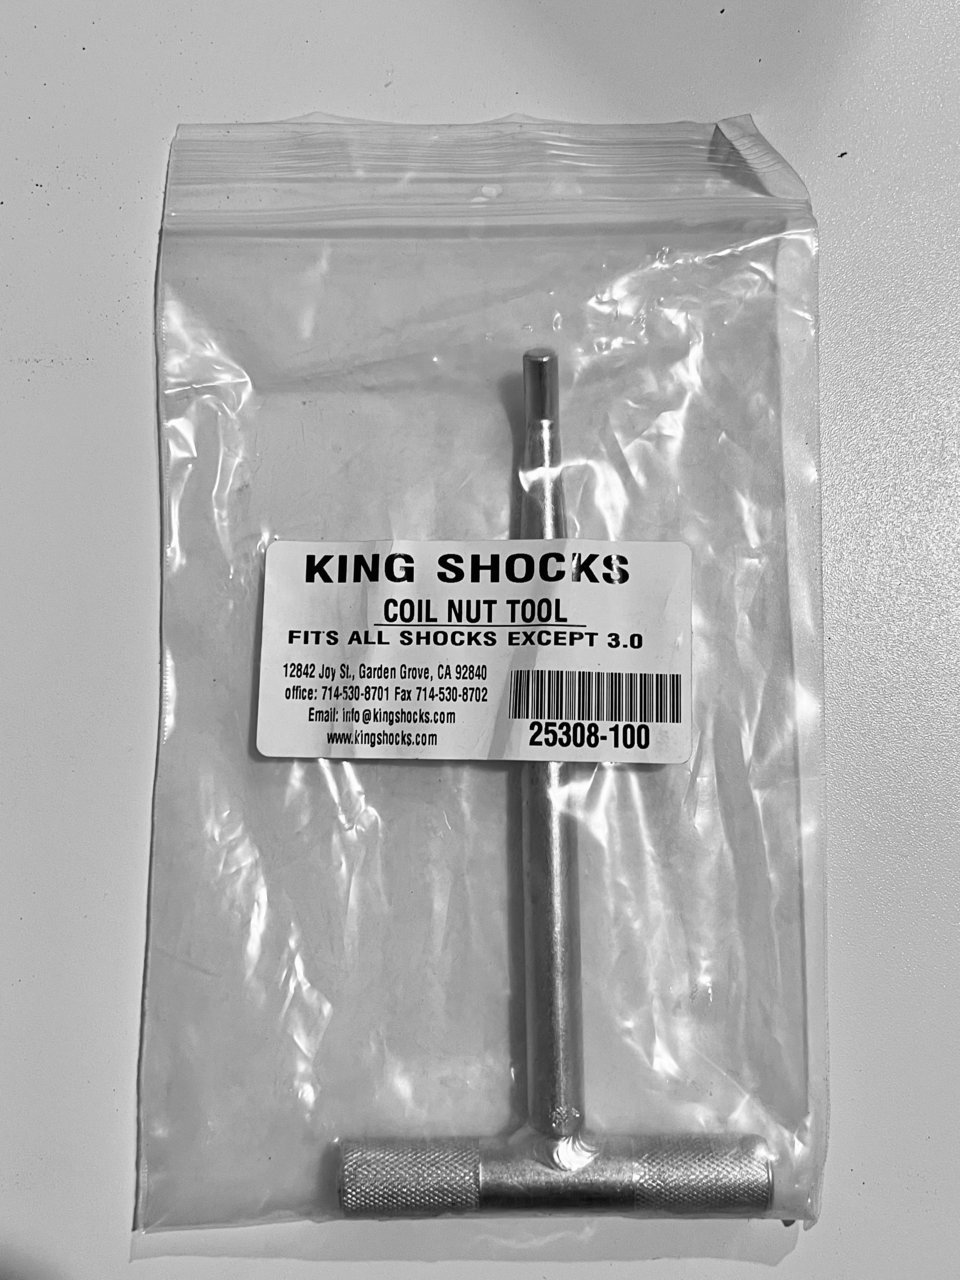 KING SHOCKS
COIL NUT TOOL
FITS ALL SHOCKS EXCEPT 3.0
12842 Joy St., Garden Grove, CA 92840
office: 714-530-8701 Fax 714-530-8702
Email: info@kingshocks.com
www.kingshocks.com
25308-100